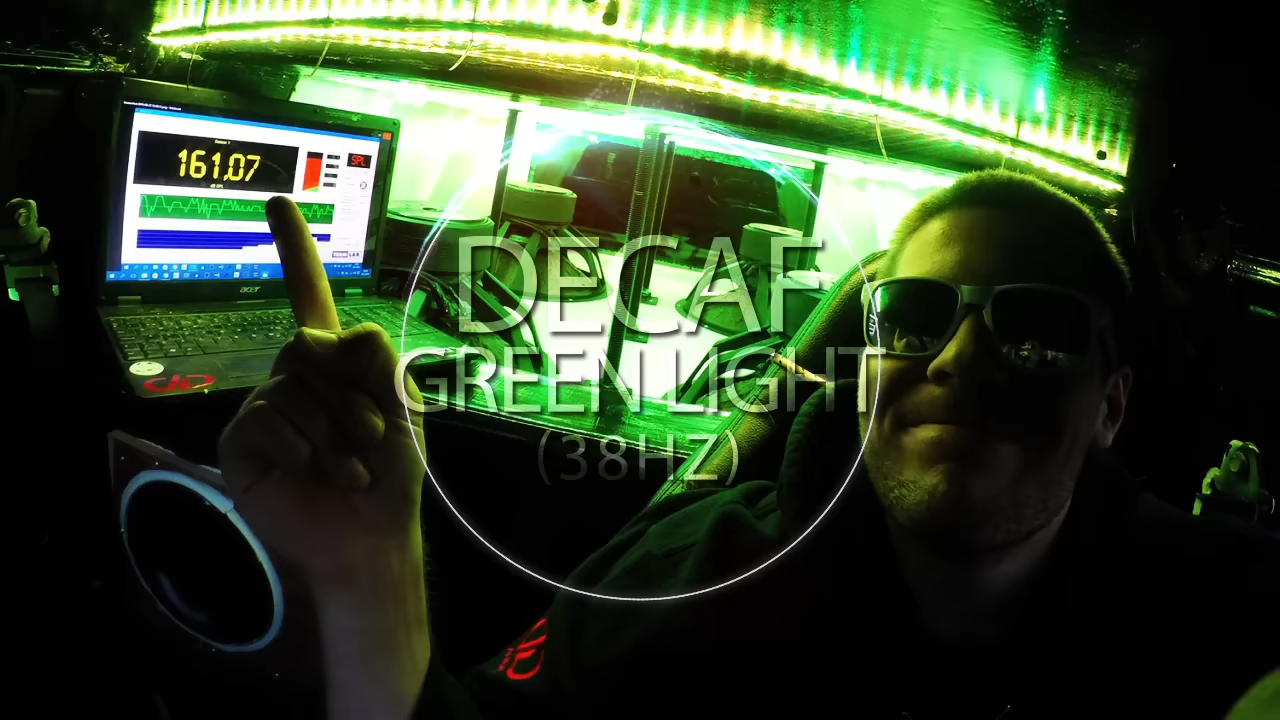 161,07
SPL
acer
DECAF
GREEN LIGHT
(38HZ)